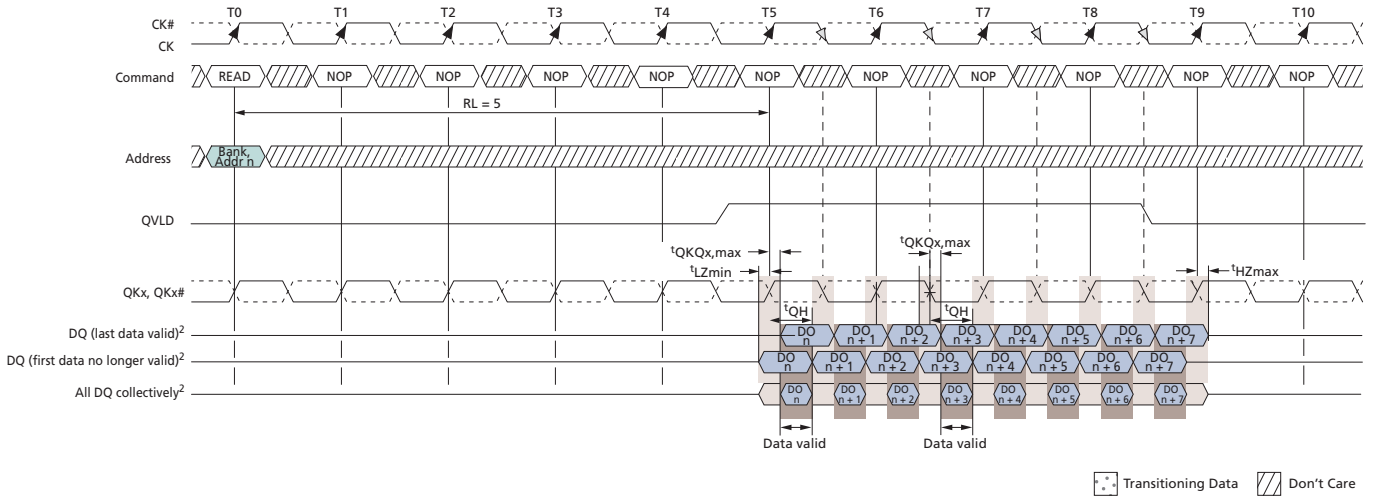 T0 T1 T2 T3 T4 T5 T6 T7 T8 T9 T10
CK#
CK
Command READ NOP NOP NOP NOP NOP NOP NOP NOP NOP NOP
RL = 5
Address Bank, Addr n
QVLD
tQKQx,max tQKQx,max
tLZmin tHZmax
QKx, QKx#
tQH tQH
DQ (last data valid)2 DO n DO n + 1 DO n + 2 DO n + 3 DO n + 4 DO n + 5 DO n + 6 DO n + 7
DQ (first data no longer valid)2 DO n DO n + 1 DO n + 2 DO n + 3 DO n + 4 DO n + 5 DO n + 6 DO n + 7
All DQ collectively2 DO n DO n + 1 DO n + 2 DO n + 3 DO n + 4 DO n + 5 DO n + 6 DO n + 7
Data valid Data valid
Transitioning Data Don't Care